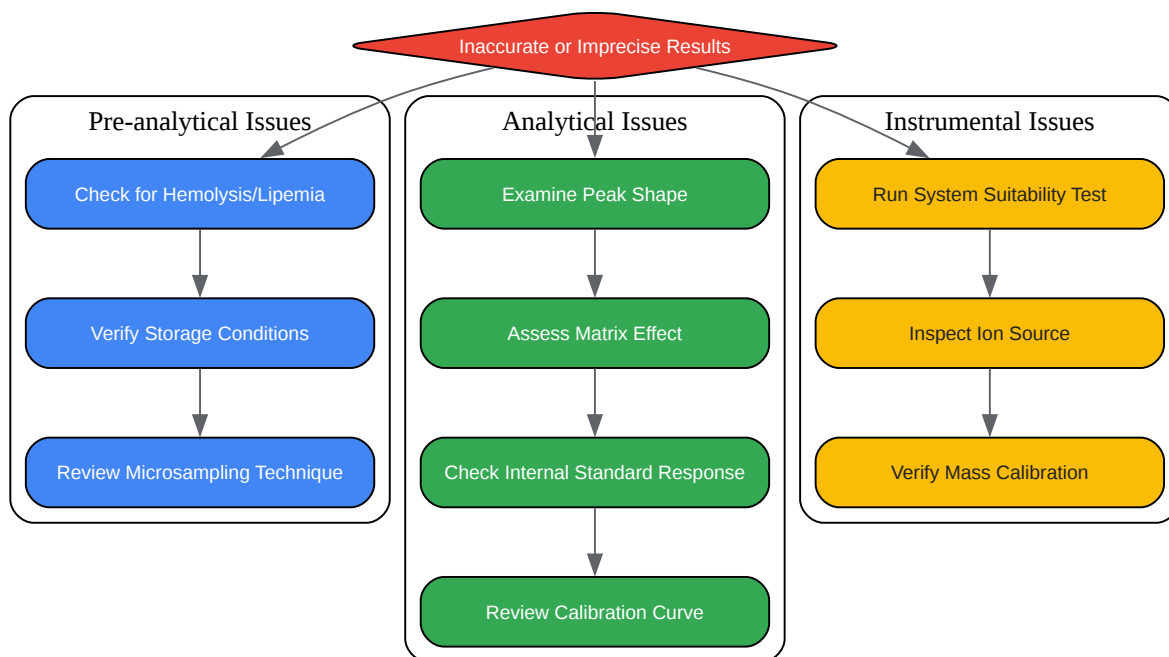 Inaccurate or Imprecise Results
Pre-analytical Issues
Check for Hemolysis/Lipemia
Verify Storage Conditions
Review Microsampling Technique
Analytical Issues
Examine Peak Shape
Assess Matrix Effect
Check Internal Standard Response
Review Calibration Curve
Instrumental Issues
Run System Suitability Test
Inspect Ion Source
Verify Mass Calibration